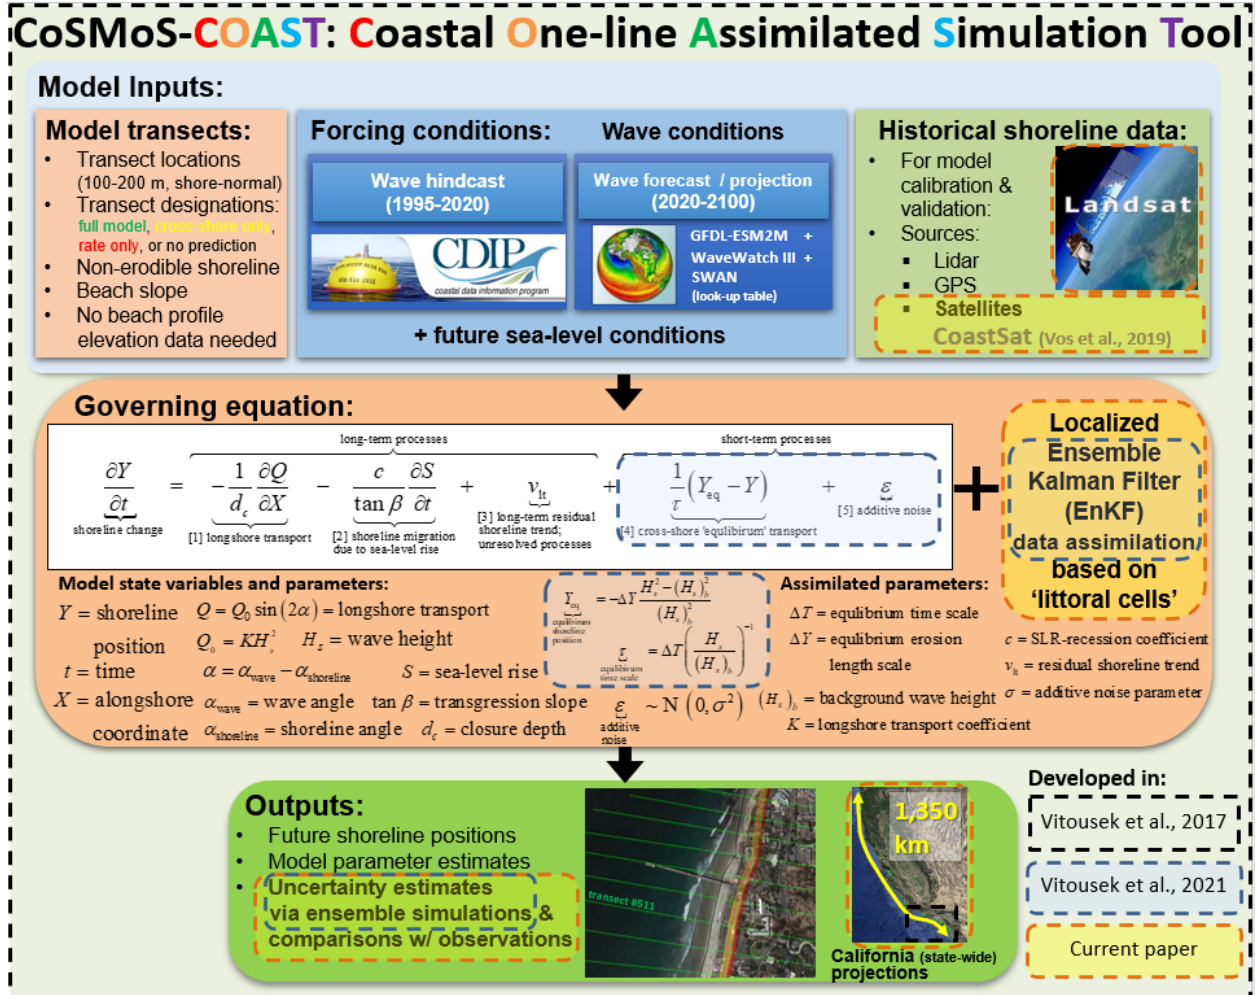 CoSMoS-COAST: Coastal One-line Assimilated Simulation Tool
Model Inputs:
Model transects:
• Transect locations
(100-200 m, shore-normal)
• Transect designations:
full model, cross-shore only,
rate only, or no prediction
• Non-erodible shoreline
• Beach slope
• No beach profile
elevation data needed
Forcing conditions:
Wave conditions
Wave hindcast
(1995-2020)
CDIP
coastal data information program
Wave forecast / projection
(2020-2100)
GFDL-ESM2M +
WaveWatch III +
SWAN
(look-up table)
+ future sea-level conditions
Historical shoreline data:
• For model
calibration &
validation:
• Sources:
▪ Lidar
▪ GPS
▪ Satellites
CoastSat (Vos et al., 2019)
Landsat
Governing equation:
long-term processes
short-term processes
∂Y/∂t = −(1/d_c)(∂Q/∂X) − (c/tan β)(∂S/∂t) + v_lt + (1/τ)(Y_eq − Y) + ε
shoreline change
[1] longshore transport
[2] shoreline migration
due to sea-level rise
[3] long-term residual
shoreline trend;
unresolved processes
[4] cross-shore 'equlibirum' transport
[5] additive noise
+
Localized
Ensemble
Kalman Filter
(EnKF)
data assimilation
based on
'littoral cells'
Model state variables and parameters:
Y = shoreline
position
t = time
X = alongshore
coordinate
Q = Q₀ sin(2α) = longshore transport
Q₀ = KH_s²
H_s = wave height
α = α_wave − α_shoreline
S = sea-level rise
α_wave = wave angle
tan β = transgression slope
α_shoreline = shoreline angle
d_c = closure depth
Y_eq = −ΔY (H_s² − (H_s)_b²)/(H_s)_b²
equlibrium
shoreline
position
τ = ΔT (H_s/(H_s)_b)⁻¹
equlibrium
time scale
ε ~ N(0,σ²)
additive
noise
Assimilated parameters:
ΔT = equlibrium time scale
ΔY = equlibrium erosion
length scale
(H_s)_b = background wave height
K = longshore transport coefficient
c = SLR-recession coefficient
v_lt = residual shoreline trend
σ = additive noise parameter
Outputs:
• Future shoreline positions
• Model parameter estimates
• Uncertainty estimates
via ensemble simulations &
comparisons w/ observations
transect #511
1,350
km
California (state-wide)
projections
Developed in:
Vitousek et al., 2017
Vitousek et al., 2021
Current paper